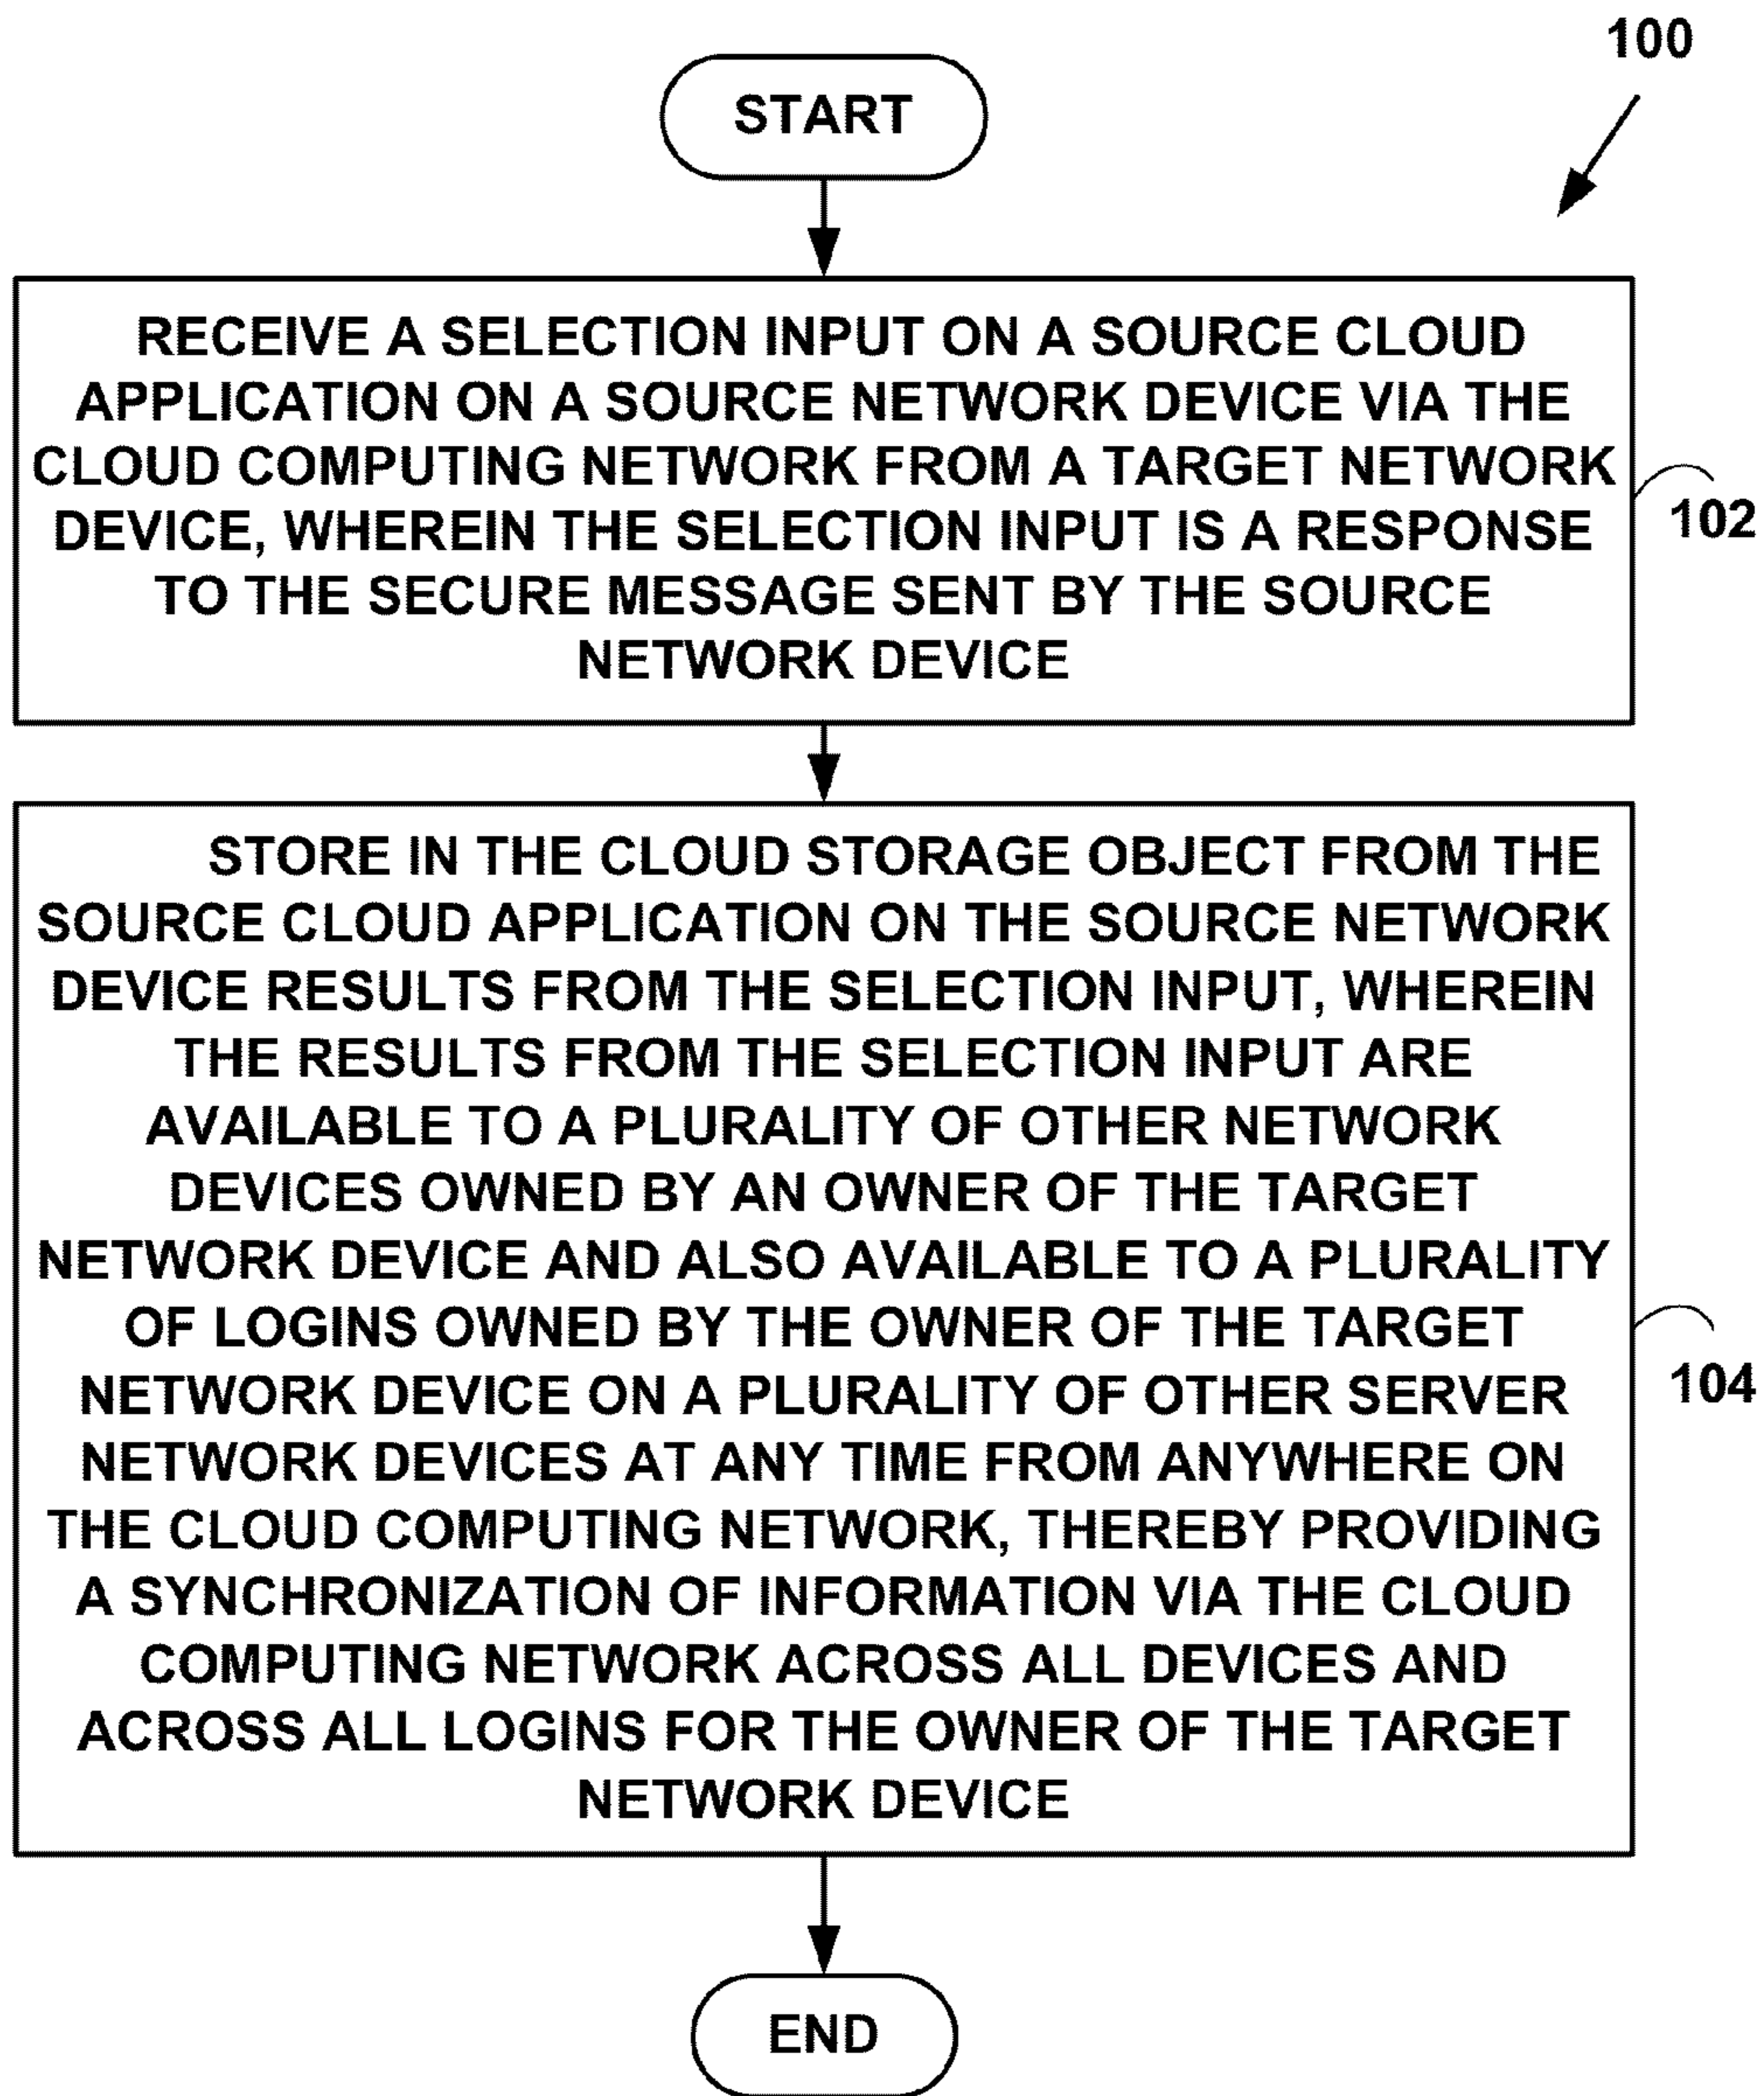 100
START
RECEIVE A SELECTION INPUT ON A SOURCE CLOUD
APPLICATION ON A SOURCE NETWORK DEVICE VIA THE
CLOUD COMPUTING NETWORK FROM A TARGET NETWORK
DEVICE, WHEREIN THE SELECTION INPUT IS A RESPONSE
TO THE SECURE MESSAGE SENT BY THE SOURCE
NETWORK DEVICE
102
STORE IN THE CLOUD STORAGE OBJECT FROM THE
SOURCE CLOUD APPLICATION ON THE SOURCE NETWORK
DEVICE RESULTS FROM THE SELECTION INPUT, WHEREIN
THE RESULTS FROM THE SELECTION INPUT ARE
AVAILABLE TO A PLURALITY OF OTHER NETWORK
DEVICES OWNED BY AN OWNER OF THE TARGET
NETWORK DEVICE AND ALSO AVAILABLE TO A PLURALITY
OF LOGINS OWNED BY THE OWNER OF THE TARGET
NETWORK DEVICE ON A PLURALITY OF OTHER SERVER
NETWORK DEVICES AT ANY TIME FROM ANYWHERE ON
THE CLOUD COMPUTING NETWORK, THEREBY PROVIDING
A SYNCHRONIZATION OF INFORMATION VIA THE CLOUD
COMPUTING NETWORK ACROSS ALL DEVICES AND
ACROSS ALL LOGINS FOR THE OWNER OF THE TARGET
NETWORK DEVICE
104
END